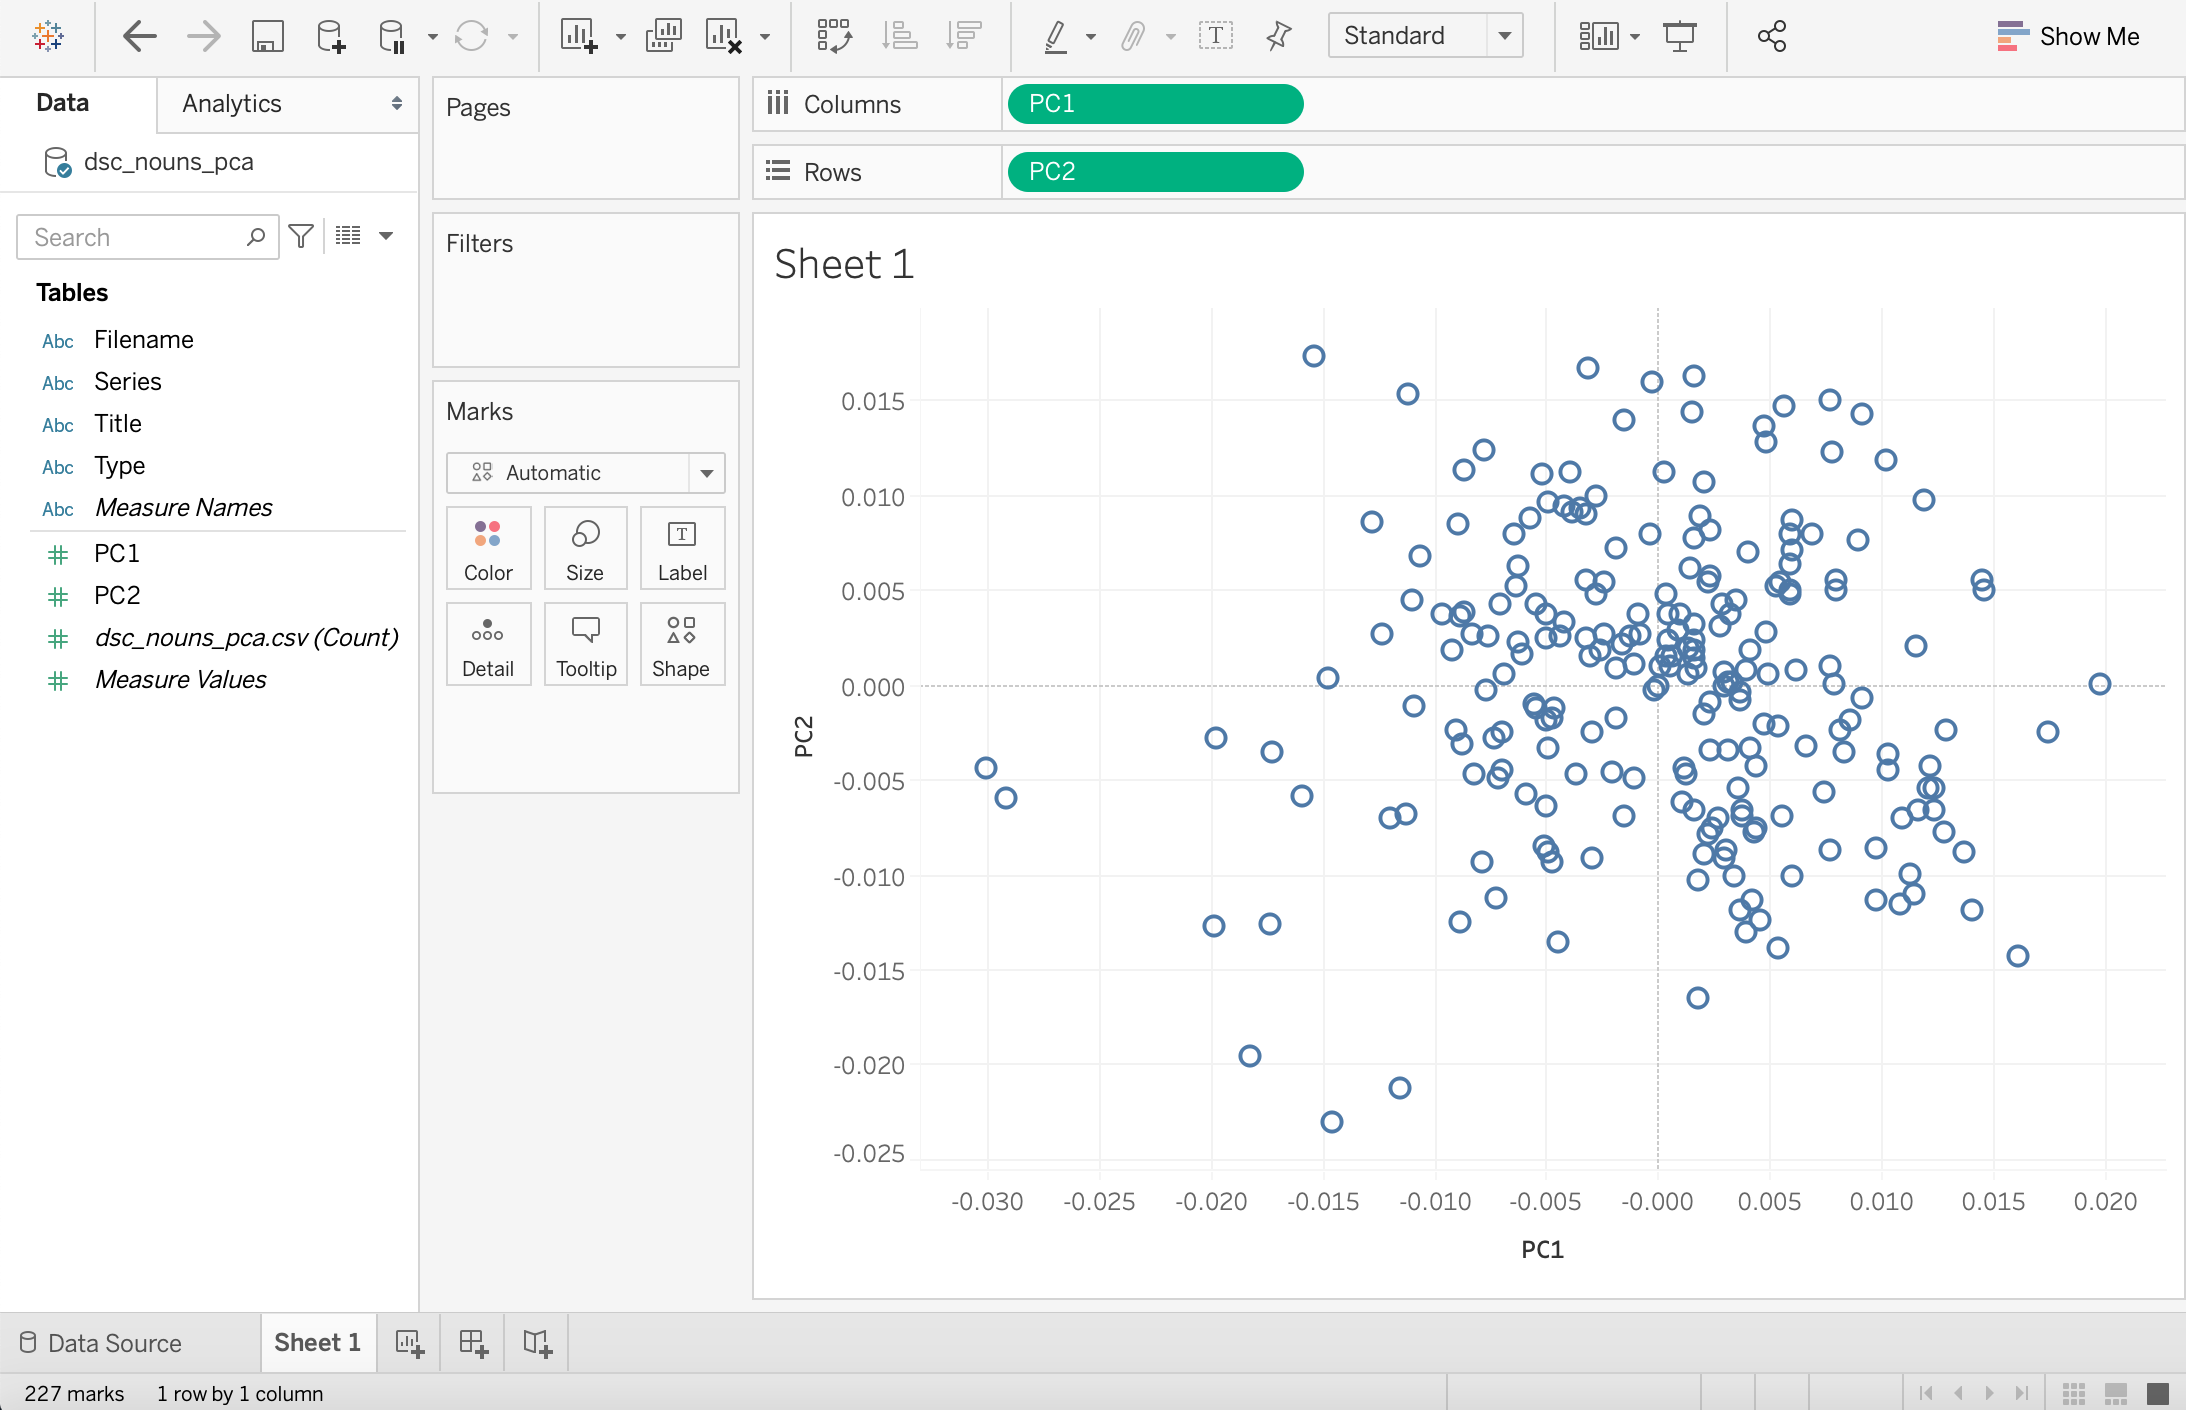 Standard
Show Me
Data
Analytics
dsc_nouns_pca
Search
Tables
Abc Filename
Abc Series
Abc Title
Abc Type
Abc Measure Names
PC1
PC2
dsc_nouns_pca.csv (Count)
Measure Values
Pages
Filters
Marks
Automatic
Color
Size
T
Label
Detail
Tooltip
Shape
Columns
PC1
Rows
PC2
Sheet 1
0.015
0.010
0.005
0.000
-0.005
-0.010
-0.015
-0.020
-0.025
PC2
-0.030 -0.025 -0.020 -0.015 -0.010 -0.005 -0.000 0.005 0.010 0.015 0.020
PC1
Data Source
Sheet 1
227 marks 1 row by 1 column